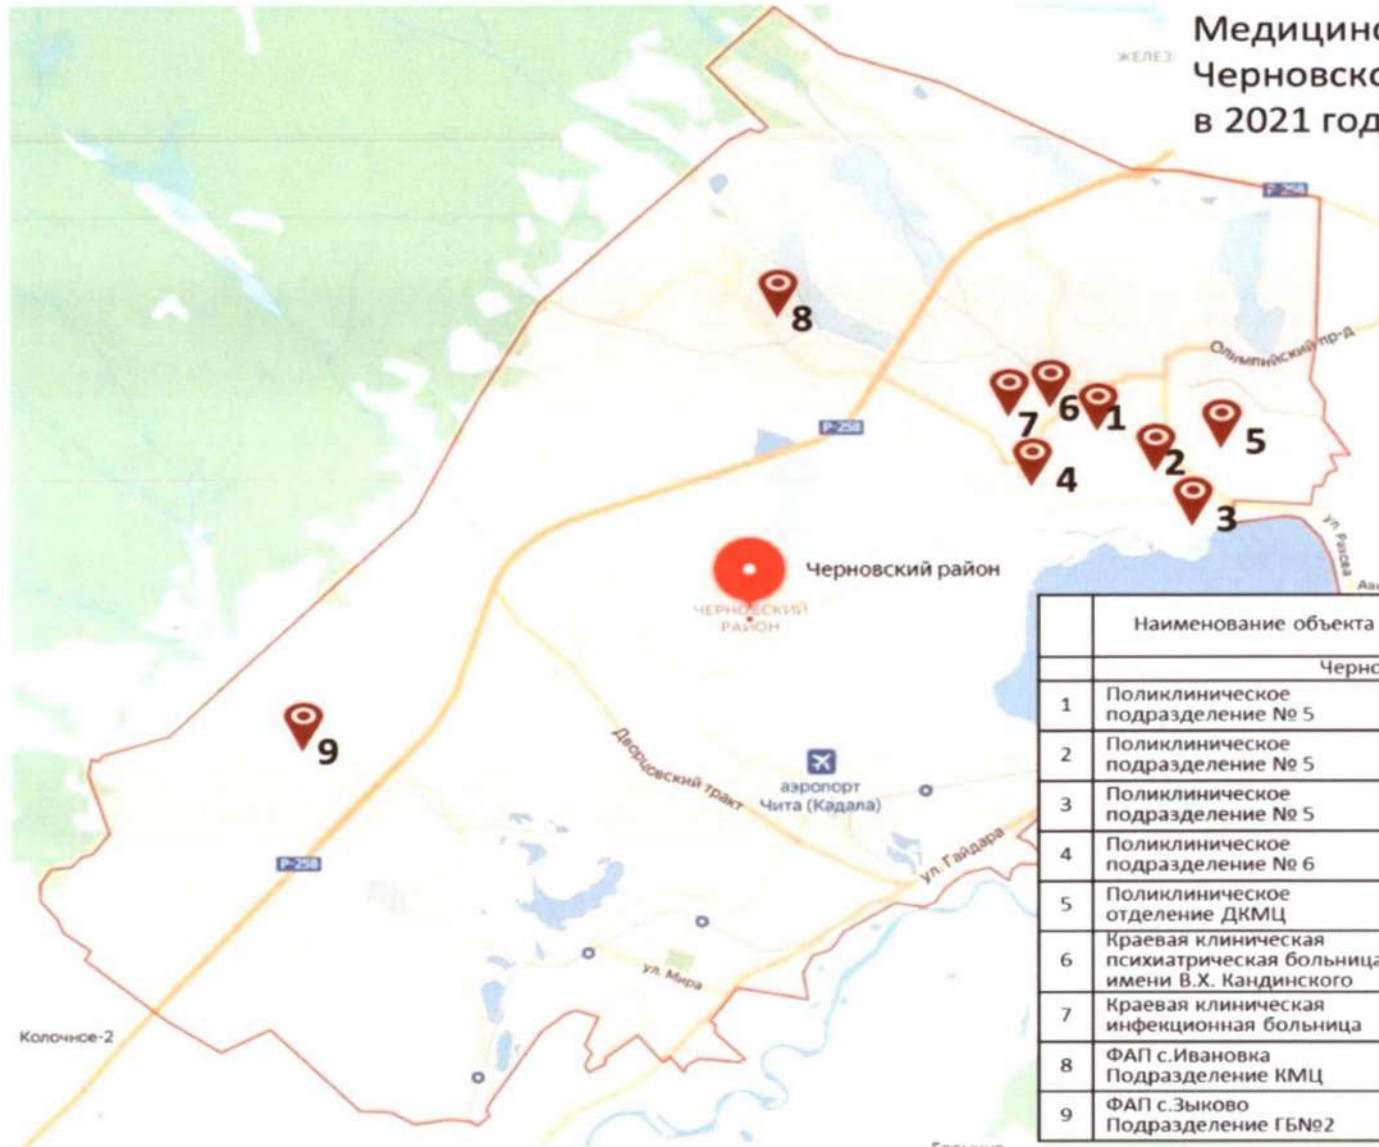 Медицинс
Черновско
в 2021 год
ЖЕЛЕЗ
Р-258
8
Олимпийский пр-д
7
6
1
5
Р-258
2
4
3
ул. Разова
Черновский район
ЧЕРНОВСКИЙ
РАЙОН
9
Дворцовский тракт
аэропорт
Чита (Кадала)
ул. Гайдара
Р-258
ул. Мира
Колочное-2
Наименование объекта
Черно
1 Поликлиническое
подразделение № 5
2 Поликлиническое
подразделение № 5
3 Поликлиническое
подразделение № 5
4 Поликлиническое
подразделение № 6
5 Поликлиническое
отделение ДКМЦ
6 Краевая клиническая
психиатрическая больница
имени В.Х. Кандинского
7 Краевая клиническая
инфекционная больница
8 ФАП с.Ивановка
Подразделение КМЦ
9 ФАП с.Зыково
Подразделение ГБ№2